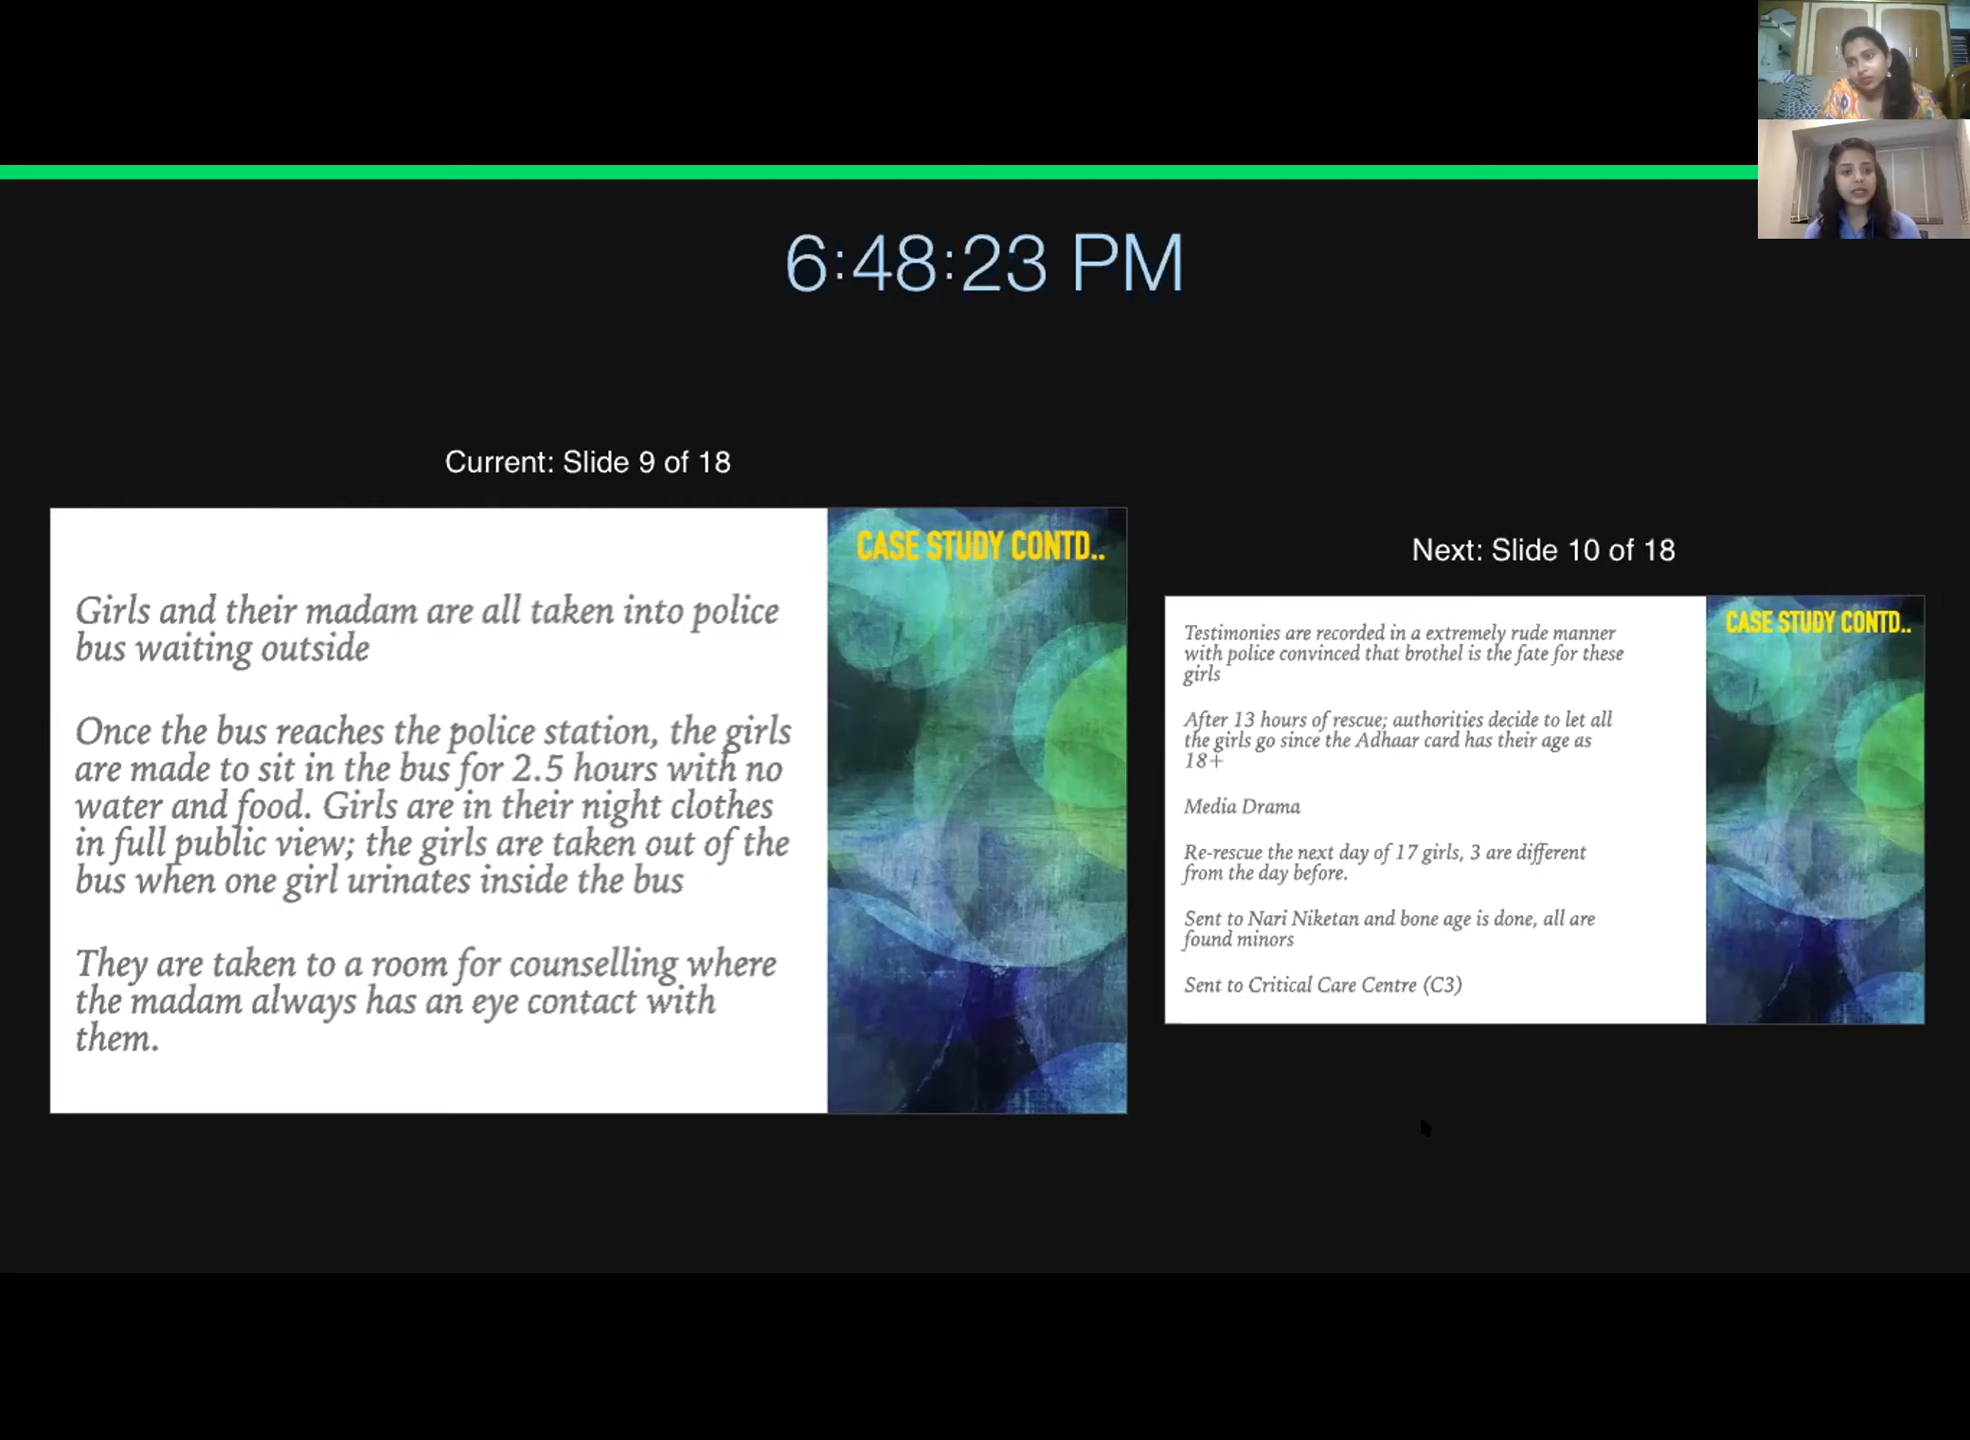 6:48:23 PM
Current: Slide 9 of 18
CASE STUDY CONTD..
Girls and their madam are all taken into police
bus waiting outside
Once the bus reaches the police station, the girls
are made to sit in the bus for 2.5 hours with no
water and food. Girls are in their night clothes
in full public view; the girls are taken out of the
bus when one girl urinates inside the bus
They are taken to a room for counselling where
the madam always has an eye contact with
them.
Next: Slide 10 of 18
CASE STUDY CONTD..
Testimonies are recorded in a extremely rude manner
with police convinced that brothel is the fate for these
girls
After 13 hours of rescue; authorities decide to let all
the girls go since the Adhaar card has their age as
18+
Media Drama
Re-rescue the next day of 17 girls, 3 are different
from the day before.
Sent to Nari Niketan and bone age is done, all are
found minors
Sent to Critical Care Centre (C3)